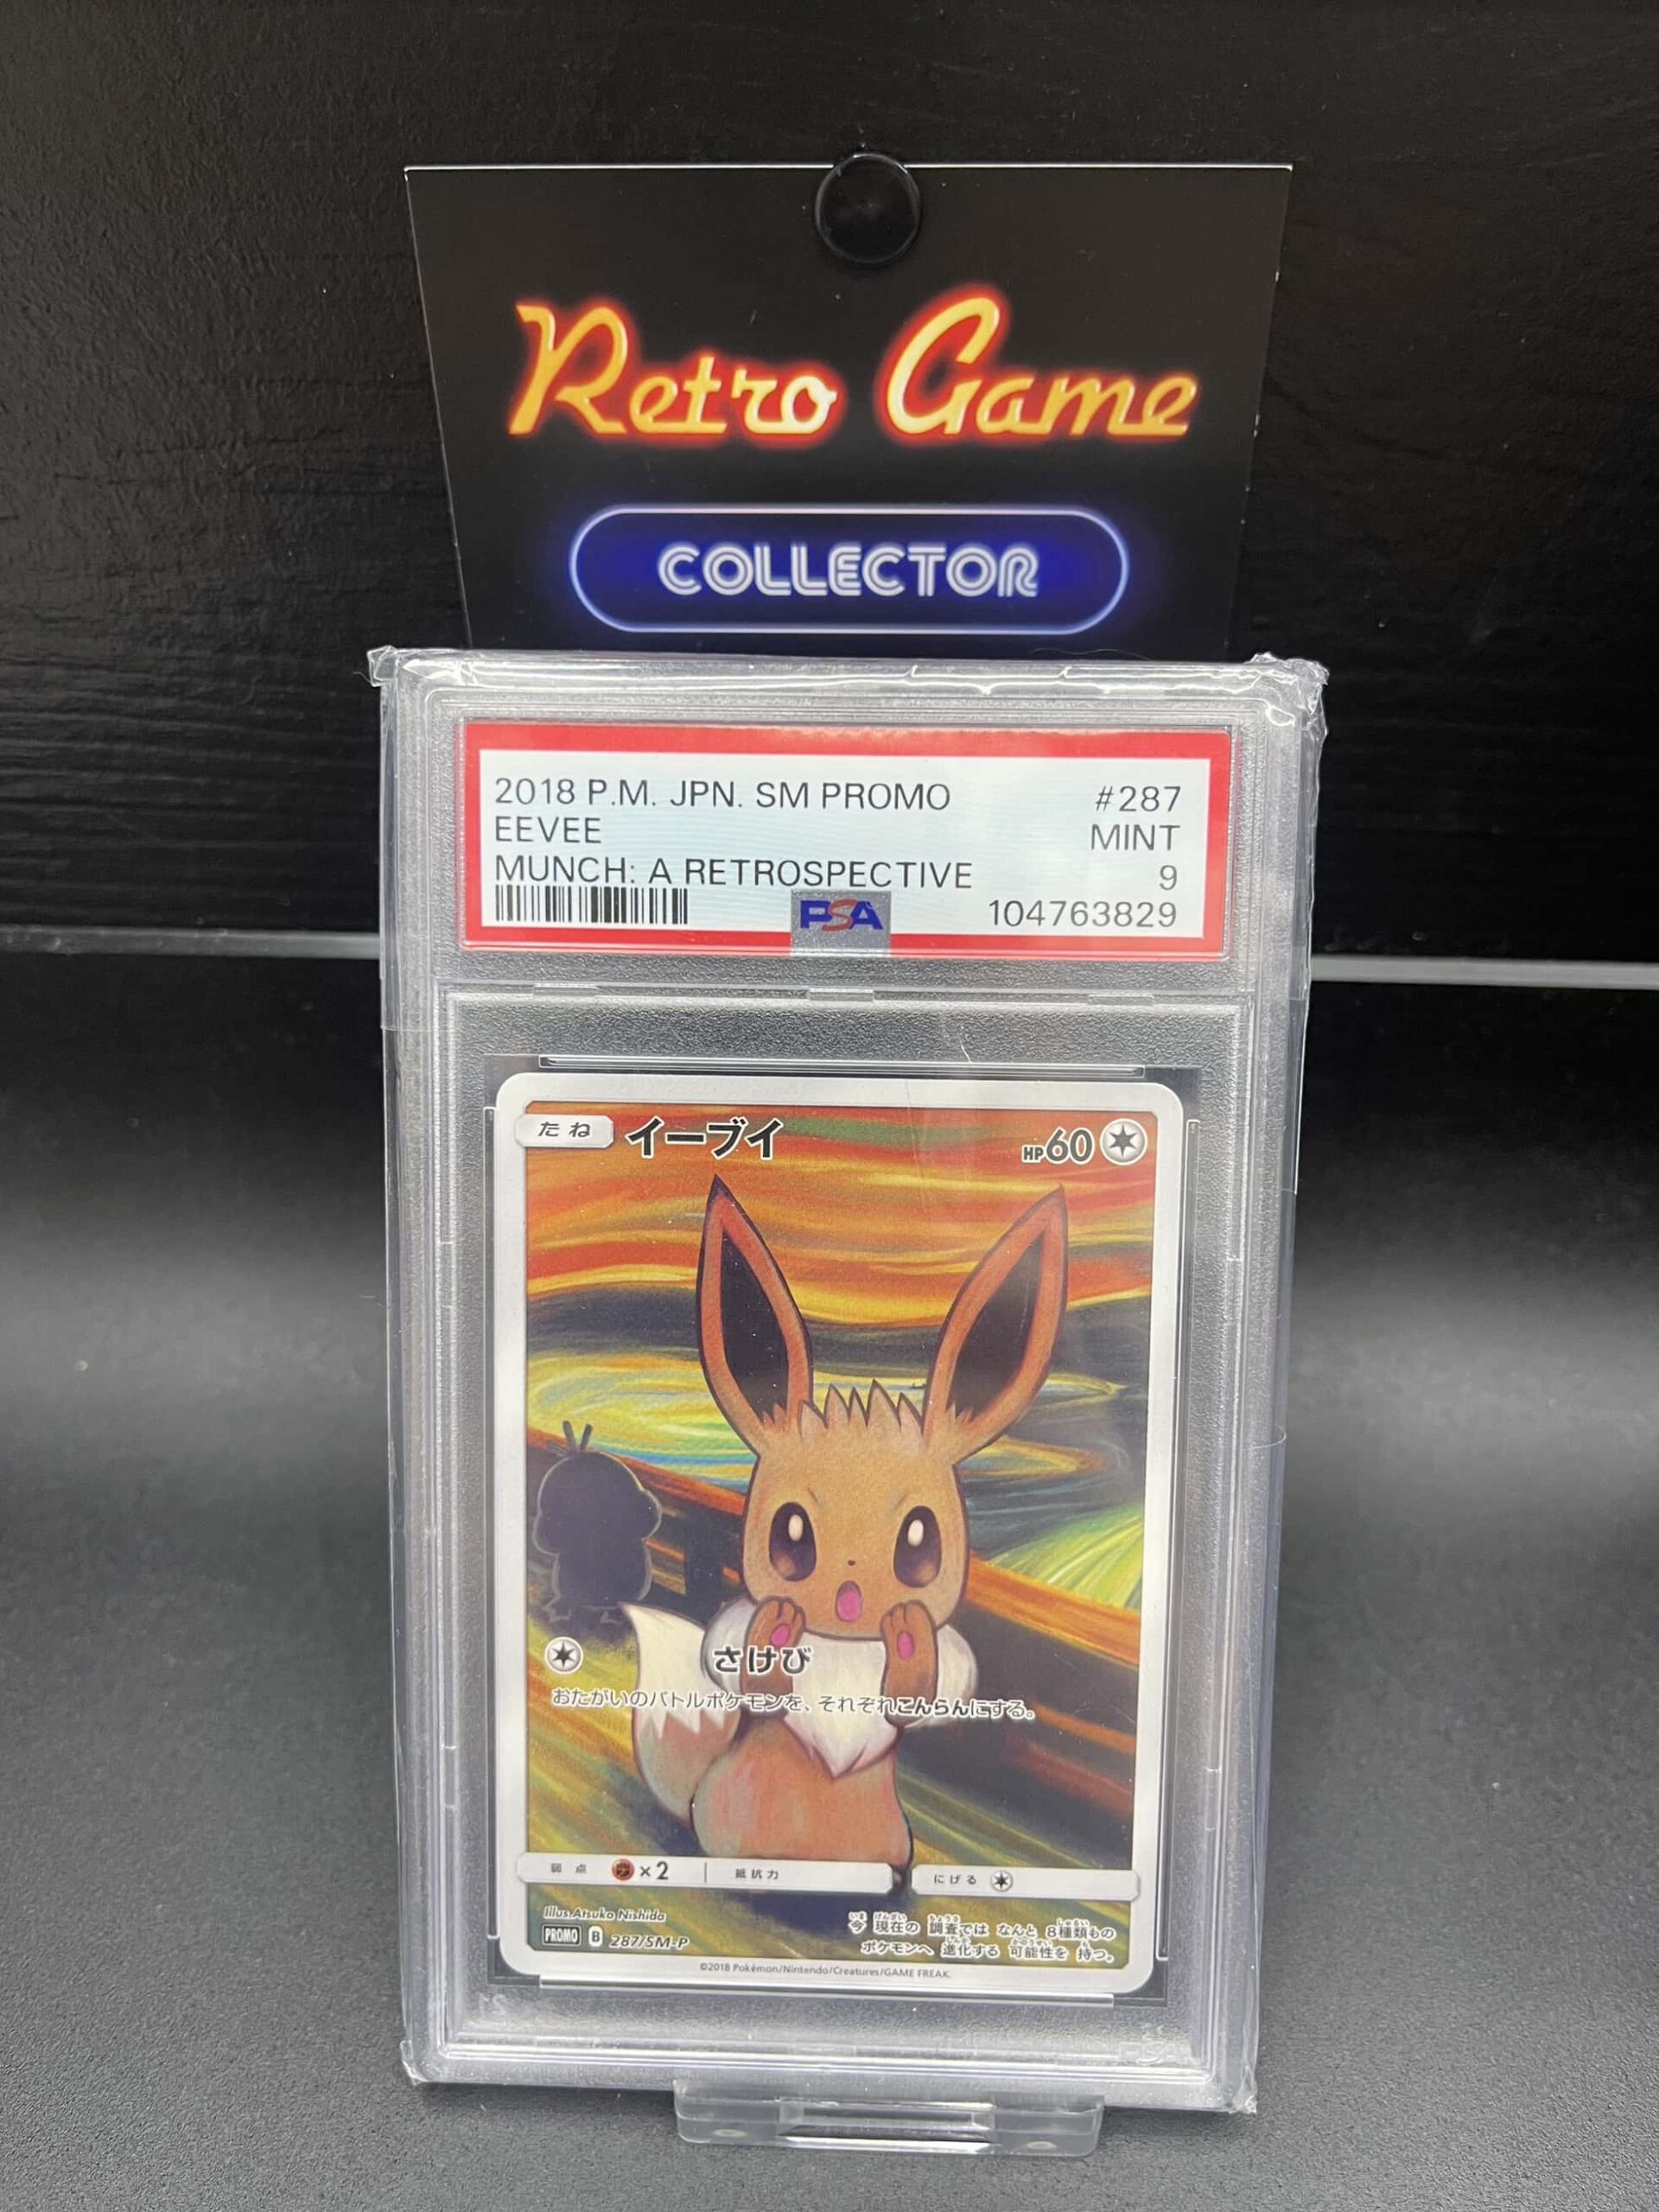 Retro Game
COLLECTOR
2018 P.M. JPN. SM PROMO #287
EEVEE MINT
MUNCH: A RETROSPECTIVE 9
PSA 104763829
たね イーブイ HP60
さけび
おたがいのバトルポケモンを、それぞれこんらんにする。
弱点 ×2 抵抗力 にげる
Illus.Atsuko Nishida
PROMO B 287/SM-P
今 現在の 調査では なんと 8種類もの
ポケモンへ 進化する 可能性を 持つ。
©2018 Pokémon/Nintendo/Creatures/GAME FREAK.